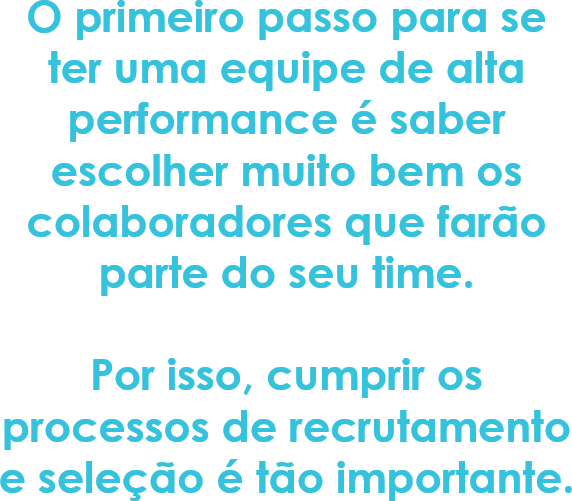 O primeiro passo para se
ter uma equipe de alta
performance é saber
escolher muito bem os
colaboradores que farão
parte do seu time.
Por isso, cumprir os
processos de recrutamento
e seleção é tão importante.